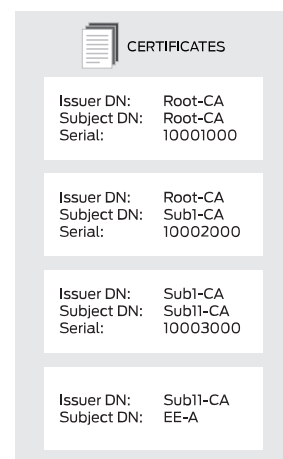 CERTIFICATES
Issuer DN: Root-CA
Subject DN: Root-CA
Serial: 10001000
Issuer DN: Root-CA
Subject DN: Sub1-CA
Serial: 10002000
Issuer DN: Sub1-CA
Subject DN: Sub11-CA
Serial: 10003000
Issuer DN: Sub11-CA
Subject DN: EE-A